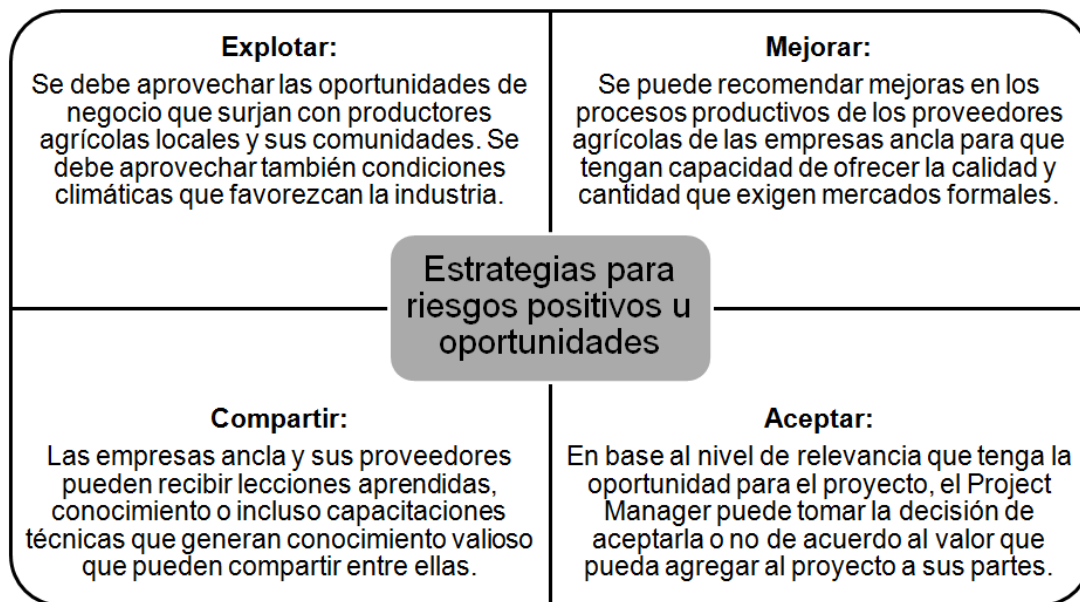 Explotar:
Se debe aprovechar las oportunidades de
negocio que surjan con productores
agrícolas locales y sus comunidades. Se
debe aprovechar también condiciones
climáticas que favorezcan la industria.
Mejorar:
Se puede recomendar mejoras en los
procesos productivos de los proveedores
agrícolas de las empresas ancla para que
tengan capacidad de ofrecer la calidad y
cantidad que exigen mercados formales.
Estrategias para
riesgos positivos u
oportunidades
Compartir:
Las empresas ancla y sus proveedores
pueden recibir lecciones aprendidas,
conocimiento o incluso capacitaciones
técnicas que generan conocimiento valioso
que pueden compartir entre ellas.
Aceptar:
En base al nivel de relevancia que tenga la
oportunidad para el proyecto, el Project
Manager puede tomar la decisión de
aceptarla o no de acuerdo al valor que
pueda agregar al proyecto a sus partes.